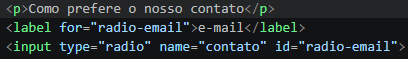 <p>Como prefere o nosso contato</p>
<label for="radio-email">e-mail</label>
<input type="radio" name="contato" id="radio-email">